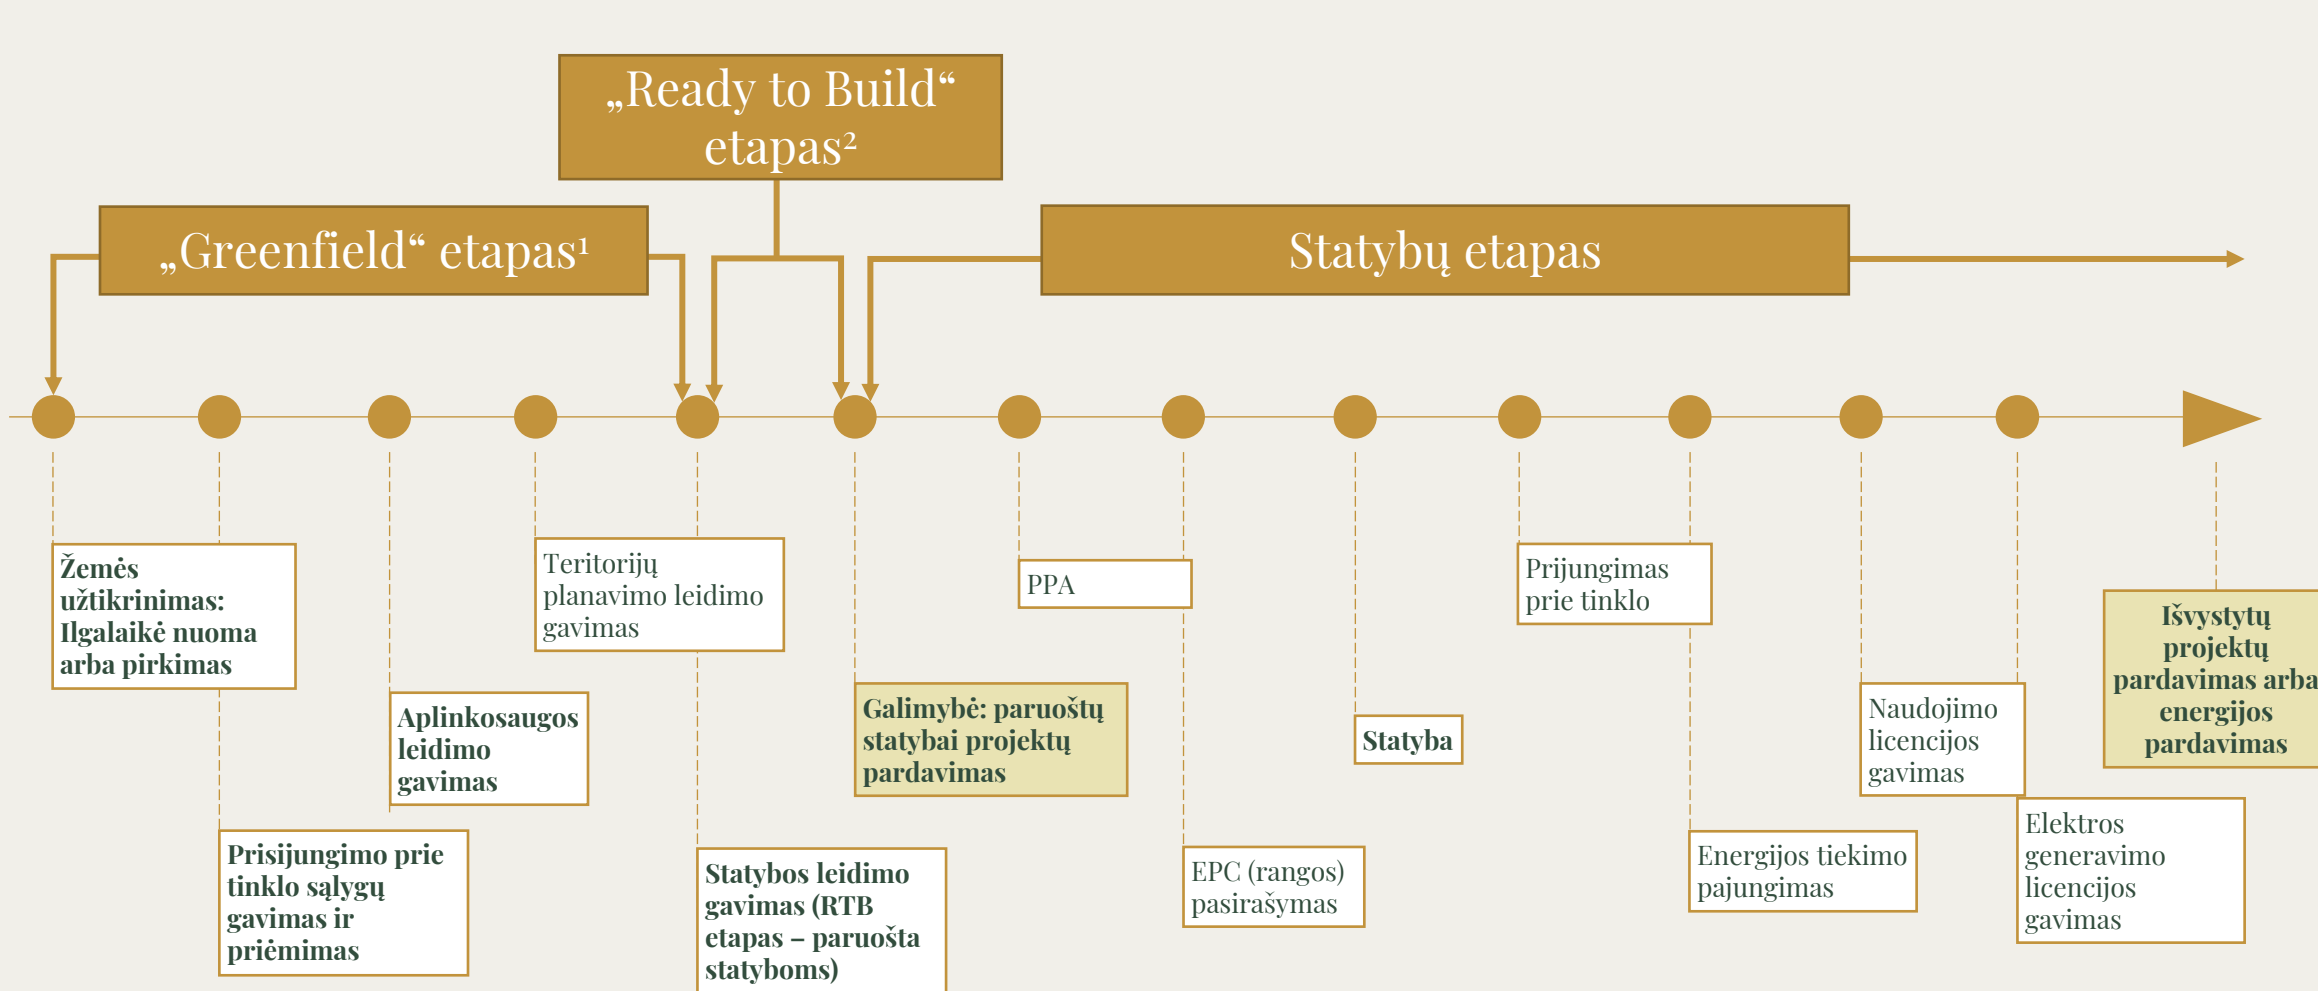 „Ready to Build“
etapas²
„Greenfield“ etapas¹
Statybų etapas
Žemės
užtikrinimas:
Ilgalaikė nuoma
arba pirkimas
Prisijungimo prie
tinklo sąlygų
gavimas ir
priėmimas
Aplinkosaugos
leidimo
gavimas
Teritorijų
planavimo leidimo
gavimas
Statybos leidimo
gavimas (RTB
etapas – paruošta
statyboms)
Galimybė: paruoštų
statybai projektų
pardavimas
PPA
EPC (rangos)
pasirašymas
Statyba
Prijungimas
prie tinklo
Energijos tiekimo
pajungimas
Naudojimo
licencijos
gavimas
Elektros
generavimo
licencijos
gavimas
Išvystytų
projektų
pardavimas arba
energijos
pardavimas